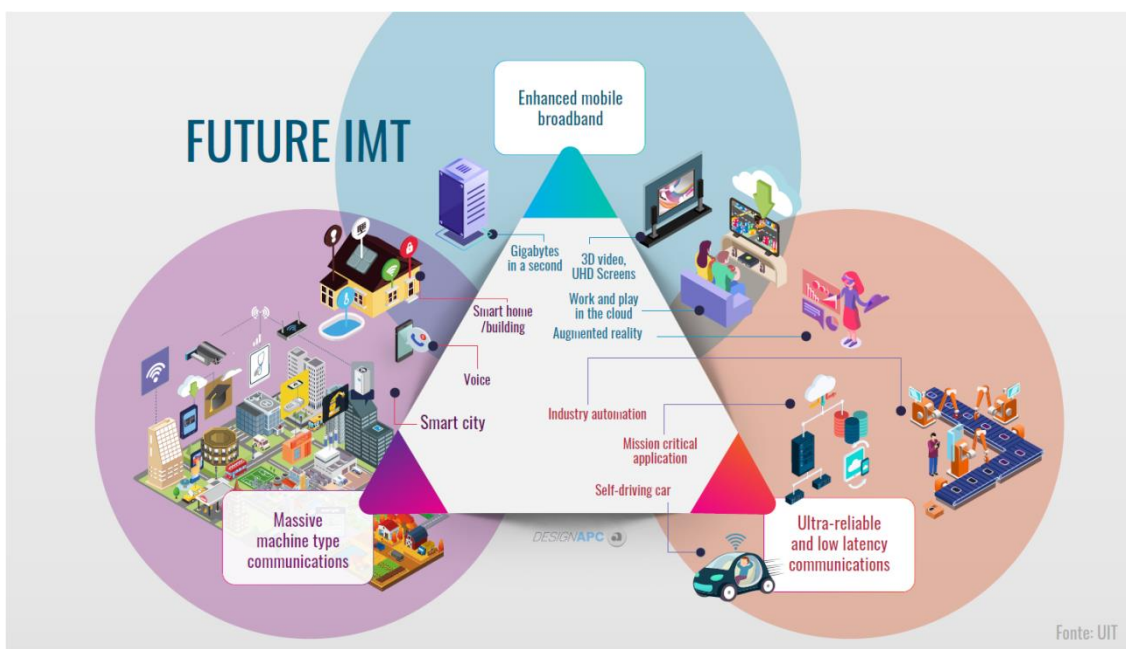 FUTURE IMT
Enhanced mobile
broadband
Gigabytes
in a second
3D video,
UHD Screens
Smart home
/building
Work and play
in the cloud
Augmented reality
Voice
Smart city
Industry automation
Mission critical
application
Self-driving car
Massive
machine type
communications
Ultra-reliable
and low latency
communications
DESIGNAPC
Fonte: UIT